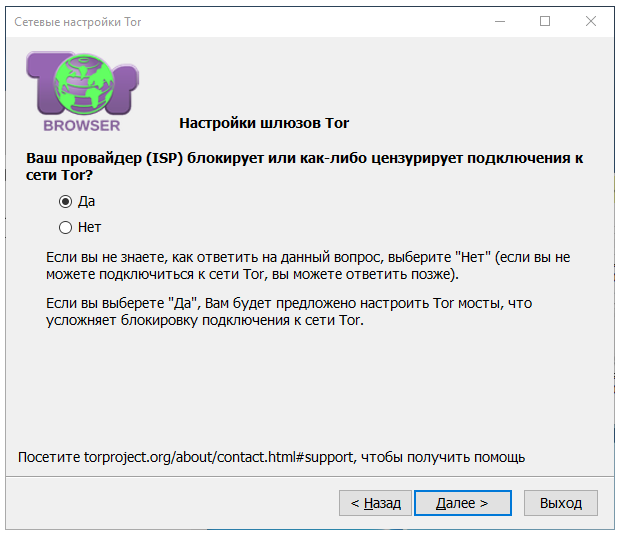 Сетевые настройки Tor
Tor
BROWSER
Настройки шлюзов Tor
Ваш провайдер (ISP) блокирует или как-либо цензурирует подключения к
сети Tor?
Да
Нет
Если вы не знаете, как ответить на данный вопрос, выберите "Нет" (если вы не
можете подключиться к сети Tor, вы можете ответить позже).
Если вы выберете "Да", Вам будет предложено настроить Tor мосты, что
усложняет блокировку подключения к сети Tor.
Посетите torproject.org/about/contact.html#support, чтобы получить помощь
< Назад
Далее >
Выход